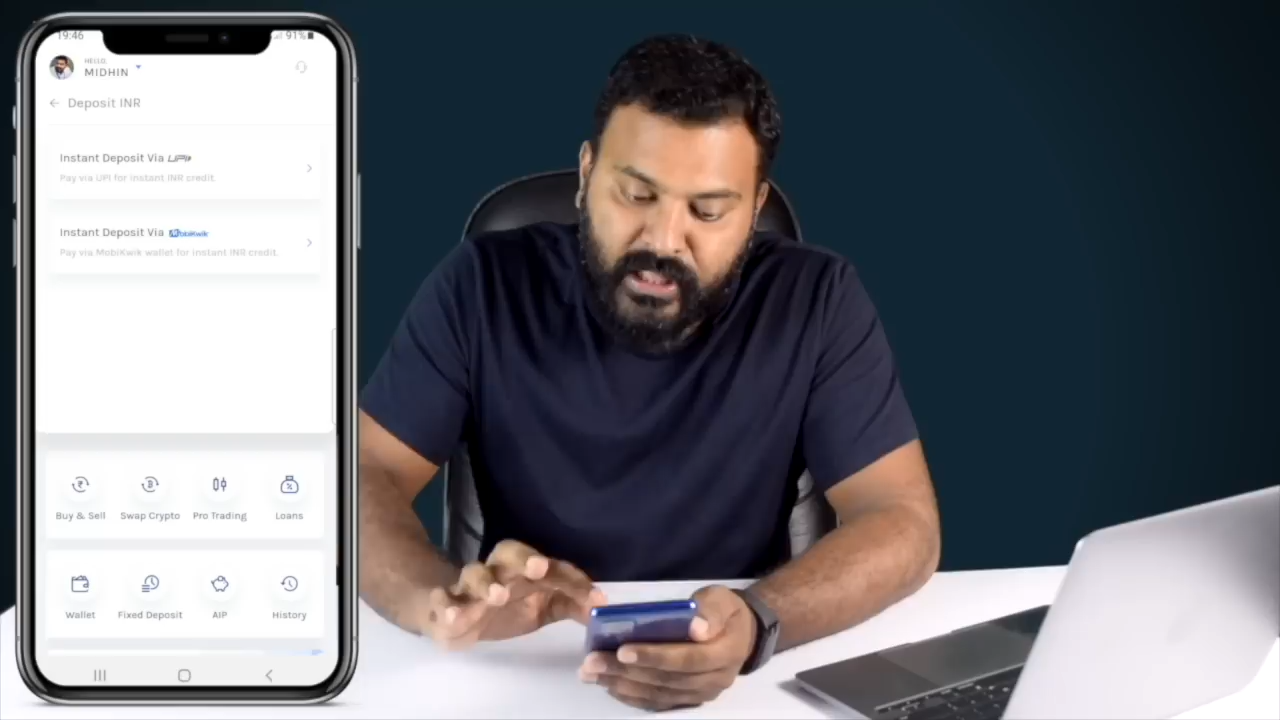 19:46
91%
HELLO,
MIDHIN
Deposit INR
Instant Deposit Via UPI
Pay via UPI for instant INR credit.
Instant Deposit Via MobiKwik
Pay via MobiKwik wallet for instant INR credit.
Buy & Sell
Swap Crypto
Pro Trading
Loans
Wallet
Fixed Deposit
AIP
History